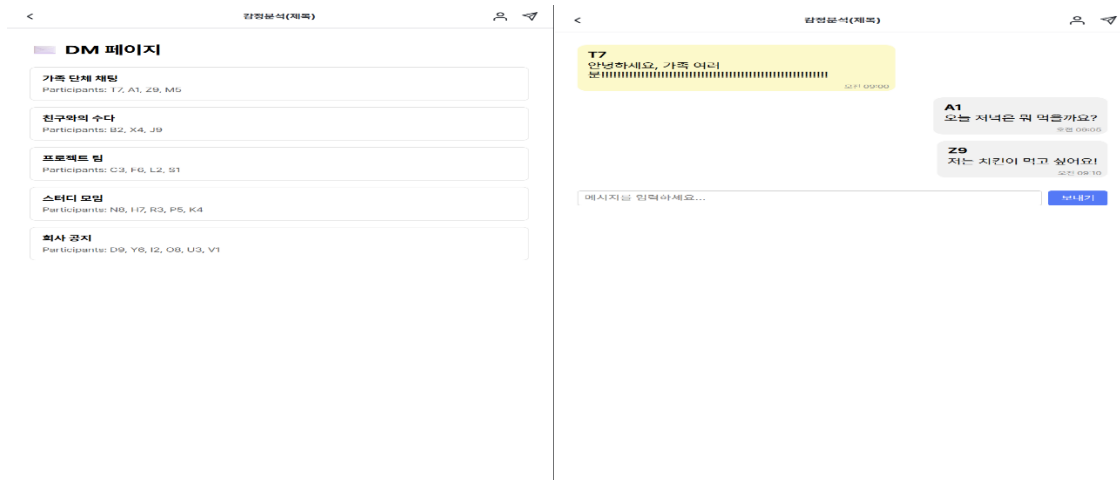 <
감정분석(제목)
DM 페이지
가족 단체 채팅
Participants: T7, A1, Z9, M5
친구와의 수다
Participants: B2, X4, J9
프로젝트 팀
Participants: C3, F6, L2, S1
스터디 모임
Participants: N8, H7, R3, P5, K4
회사 공지
Participants: D9, Y6, I2, O8, U3, V1
<
감정분석(제목)
T7
안녕하세요, 가족 여러
오전 09:00
A1
오늘 저녁은 뭐 먹을까요?
오전 09:05
Z9
저는 치킨이 먹고 싶어요!
오전 09:10
메시지를 입력하세요...
보내기